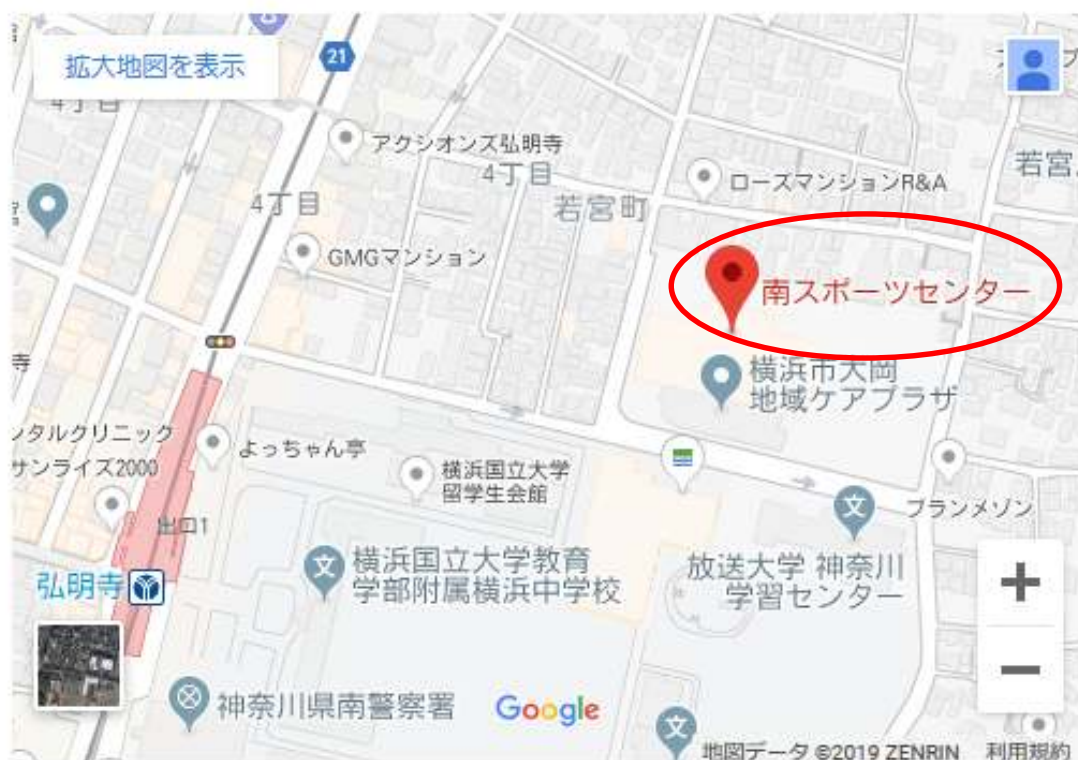 拡大地図を表示
21
4丁目
アクシオンズ弘明寺
4丁目
ローズマンションR&A
若宮
4丁目
若宮町
GMGマンション
南スポーツセンター
寺
横浜市大岡
地域ケアプラザ
ンタルクリニック
サンライズ2000
よっちゃん亭
横浜国立大学
留学生会館
ブランメゾン
出口1
弘明寺
横浜国立大学教育
学部附属横浜中学校
放送大学 神奈川
学習センター
文
文
文
+
−
神奈川県南警察署
Google
地図データ ©2019 ZENRIN
利用規約